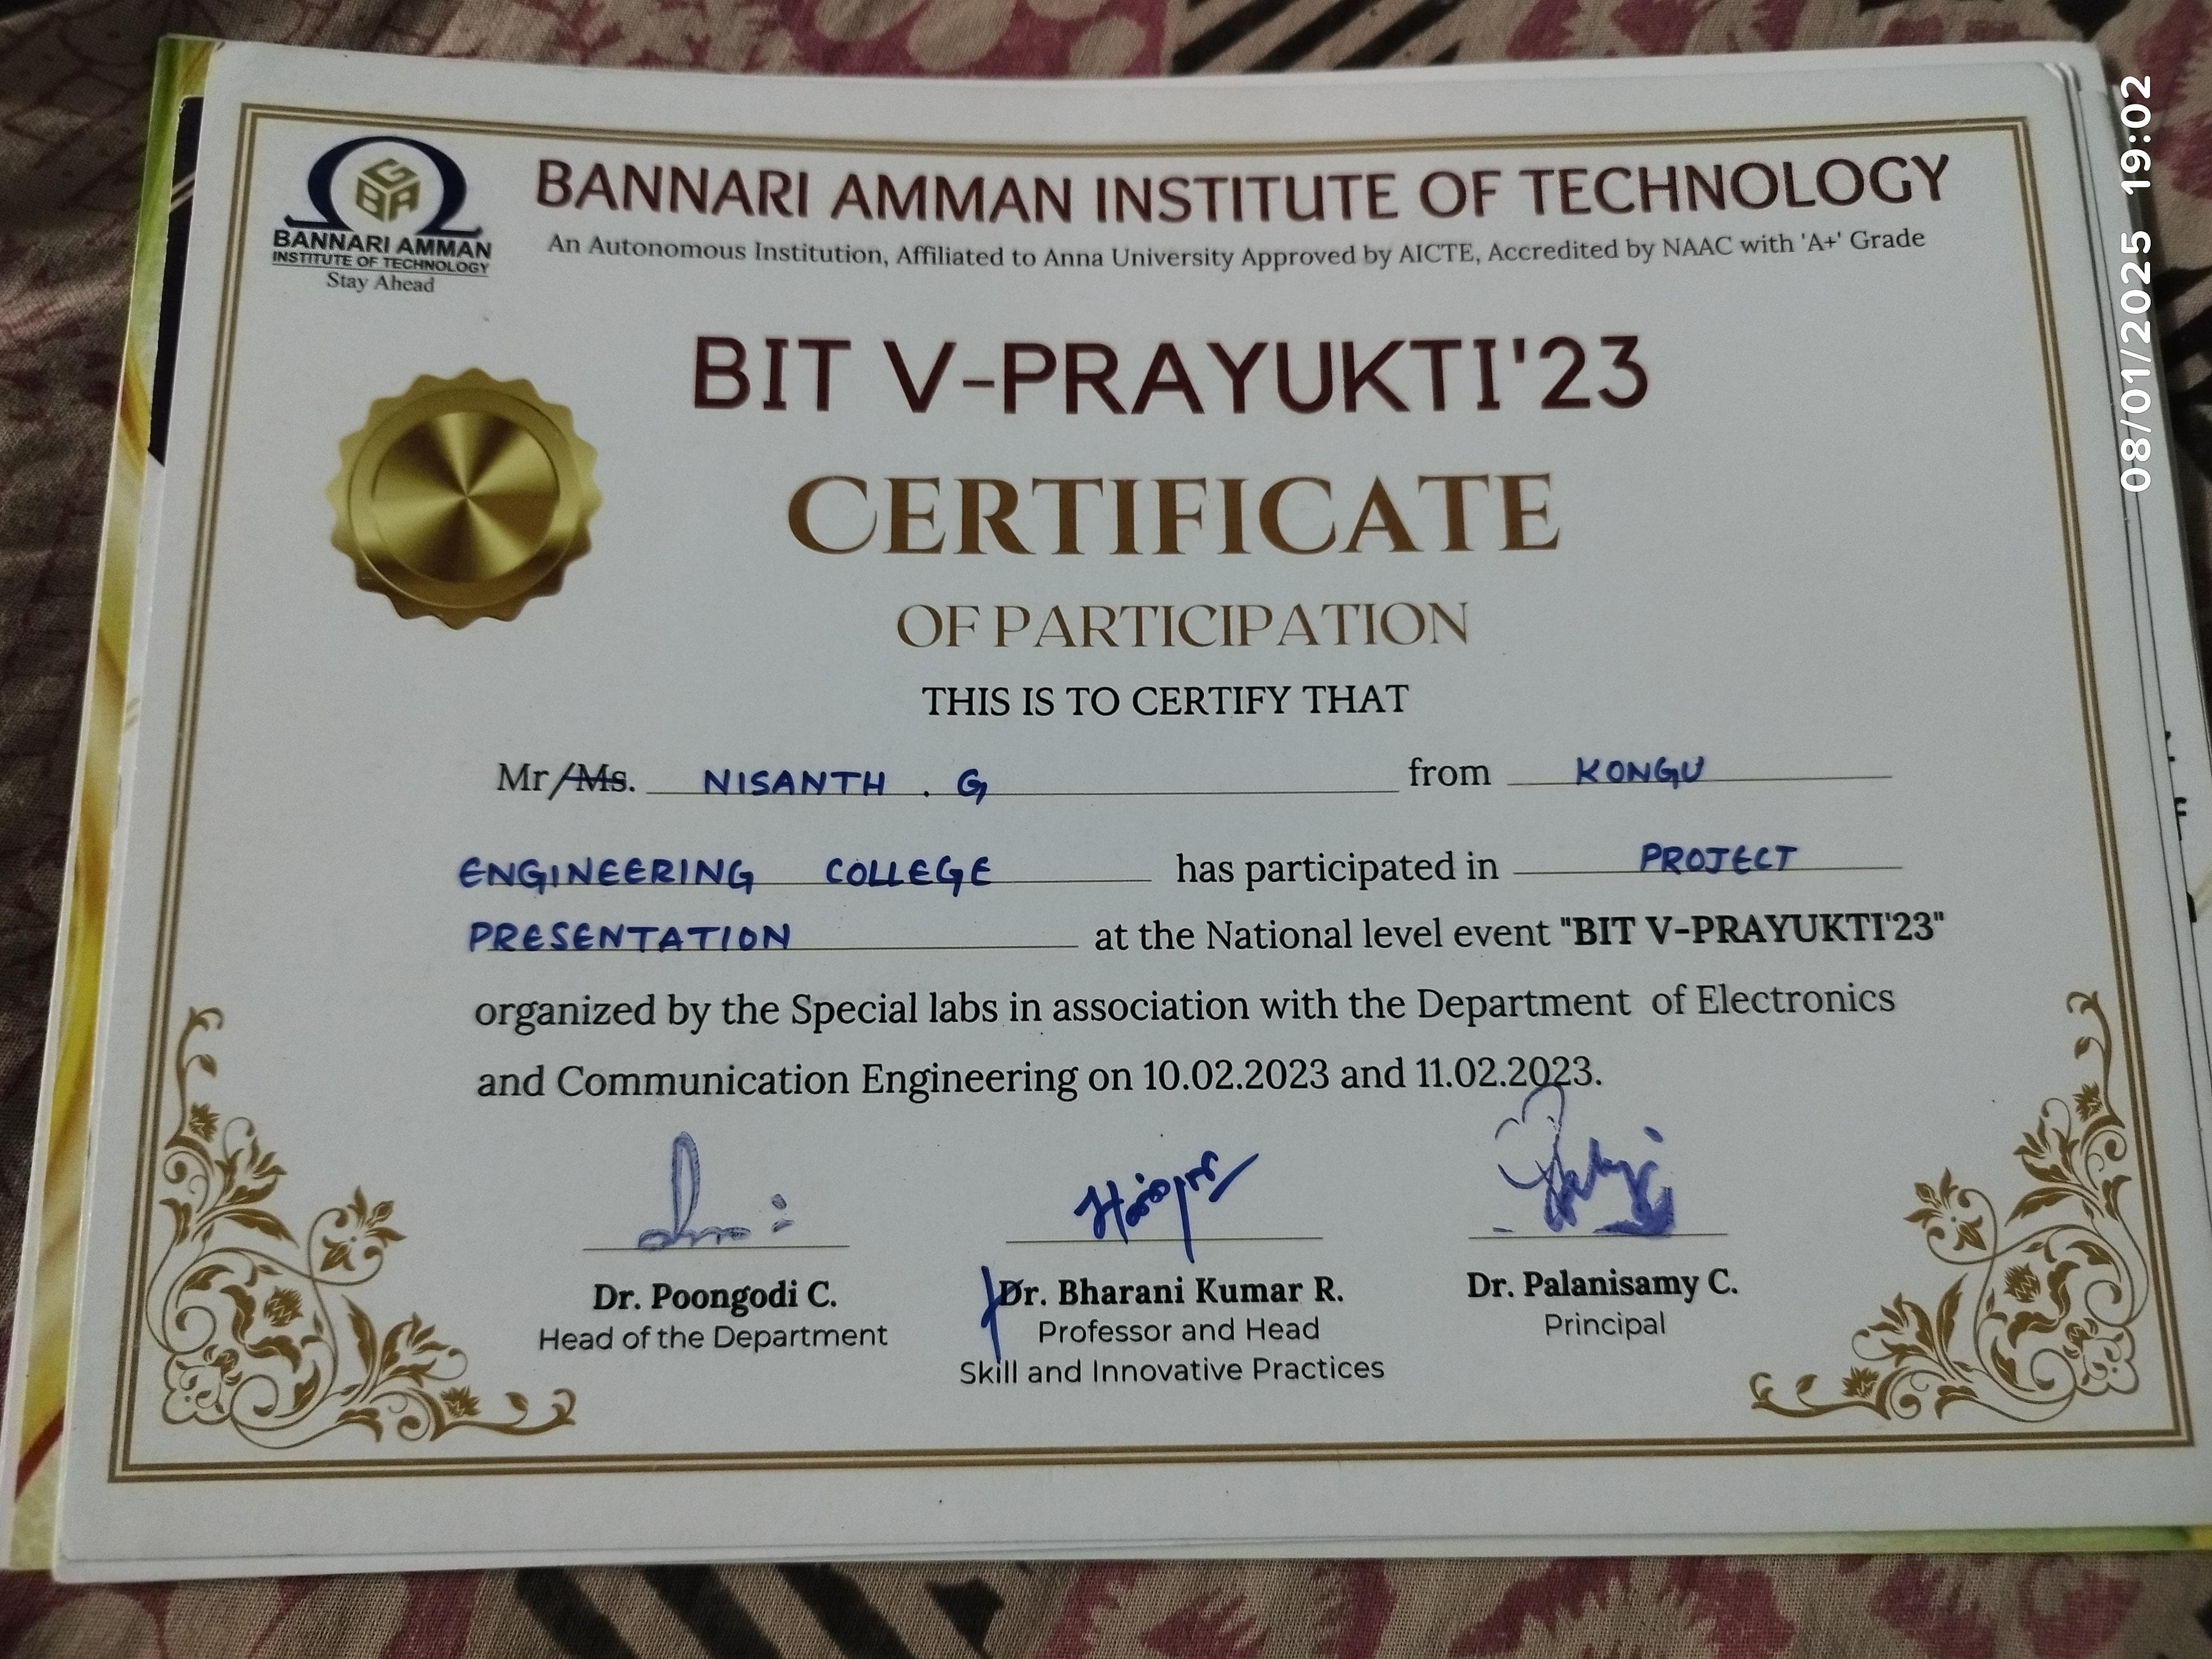 BANNARI AMMAN INSTITUTE OF TECHNOLOGY
An Autonomous Institution, Affiliated to Anna University Approved by AICTE, Accredited by NAAC with 'A+' Grade
BANNARI AMMAN
INSTITUTE OF TECHNOLOGY
Stay Ahead
BIT V-PRAYUKTI'23
CERTIFICATE
OF PARTICIPATION
THIS IS TO CERTIFY THAT
Mr/Ms. NISANTH . G from KONGU
ENGINEERING COLLEGE has participated in PROJECT
PRESENTATION at the National level event "BIT V-PRAYUKTI'23"
organized by the Special labs in association with the Department of Electronics
and Communication Engineering on 10.02.2023 and 11.02.2023.
Dr. Poongodi C.
Head of the Department
Dr. Bharani Kumar R.
Professor and Head
Skill and Innovative Practices
Dr. Palanisamy C.
Principal
08/01/2025 19:02